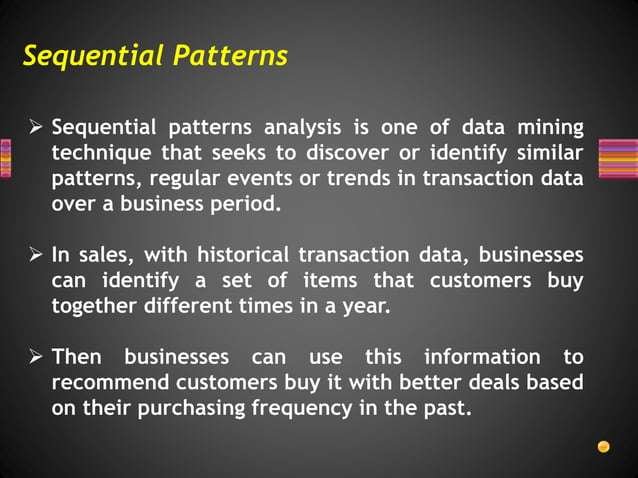 Sequential Patterns
➢ Sequential patterns analysis is one of data mining
technique that seeks to discover or identify similar
patterns, regular events or trends in transaction data
over a business period.
➢ In sales, with historical transaction data, businesses
can identify a set of items that customers buy
together different times in a year.
➢ Then businesses can use this information to
recommend customers buy it with better deals based
on their purchasing frequency in the past.